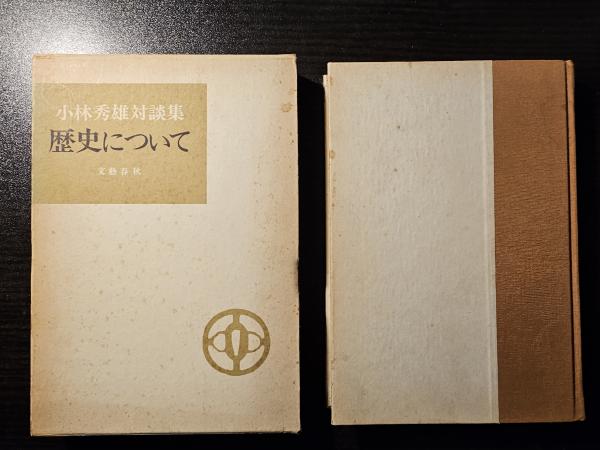 小林秀雄対談集
歴史について
文藝春秋